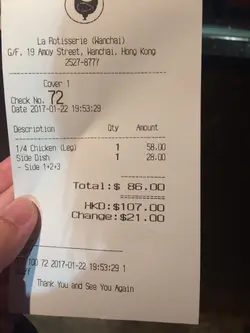 La Rotisserie (Wanchai)
G/F. 19 Amoy Street, Wanchai, Hong Kong
2527-8777
Cover 1
Check No. 72
Date 2017-01-22 19:53:29
Description Qty Amount
1/4 Chicken (Leg) 1 58.00
Side Dish 1 28.00
- Side 1+2+3
Total:$ 86.00
HKD:$107.00
Change:$21.00
100 72 2017-01-22 19:53:29 1
Thank You and See You Again